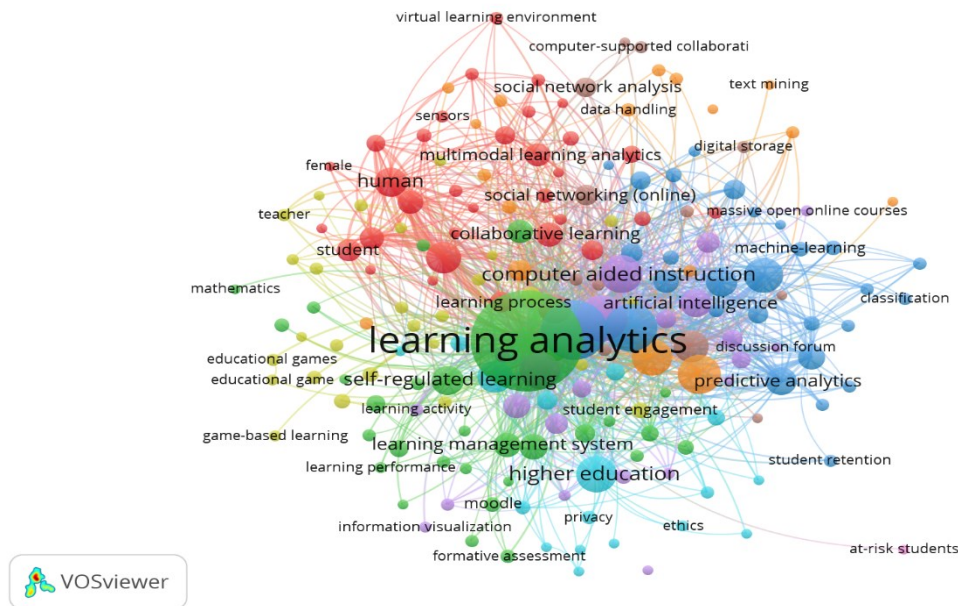 virtual learning environment
computer-supported collaborati
social network analysis
text mining
data handling
sensors
digital storage
multimodal learning analytics
female
human
social networking (online)
massive open online courses
teacher
collaborative learning
student
machine-learning
computer aided instruction
mathematics
learning process
artificial intelligence
classification
learning analytics
discussion forum
educational games
educational game
self-regulated learning
predictive analytics
learning activity
student engagement
game-based learning
learning management system
learning performance
higher education
student retention
moodle
information visualization
privacy
ethics
formative assessment
at-risk students
VOSviewer